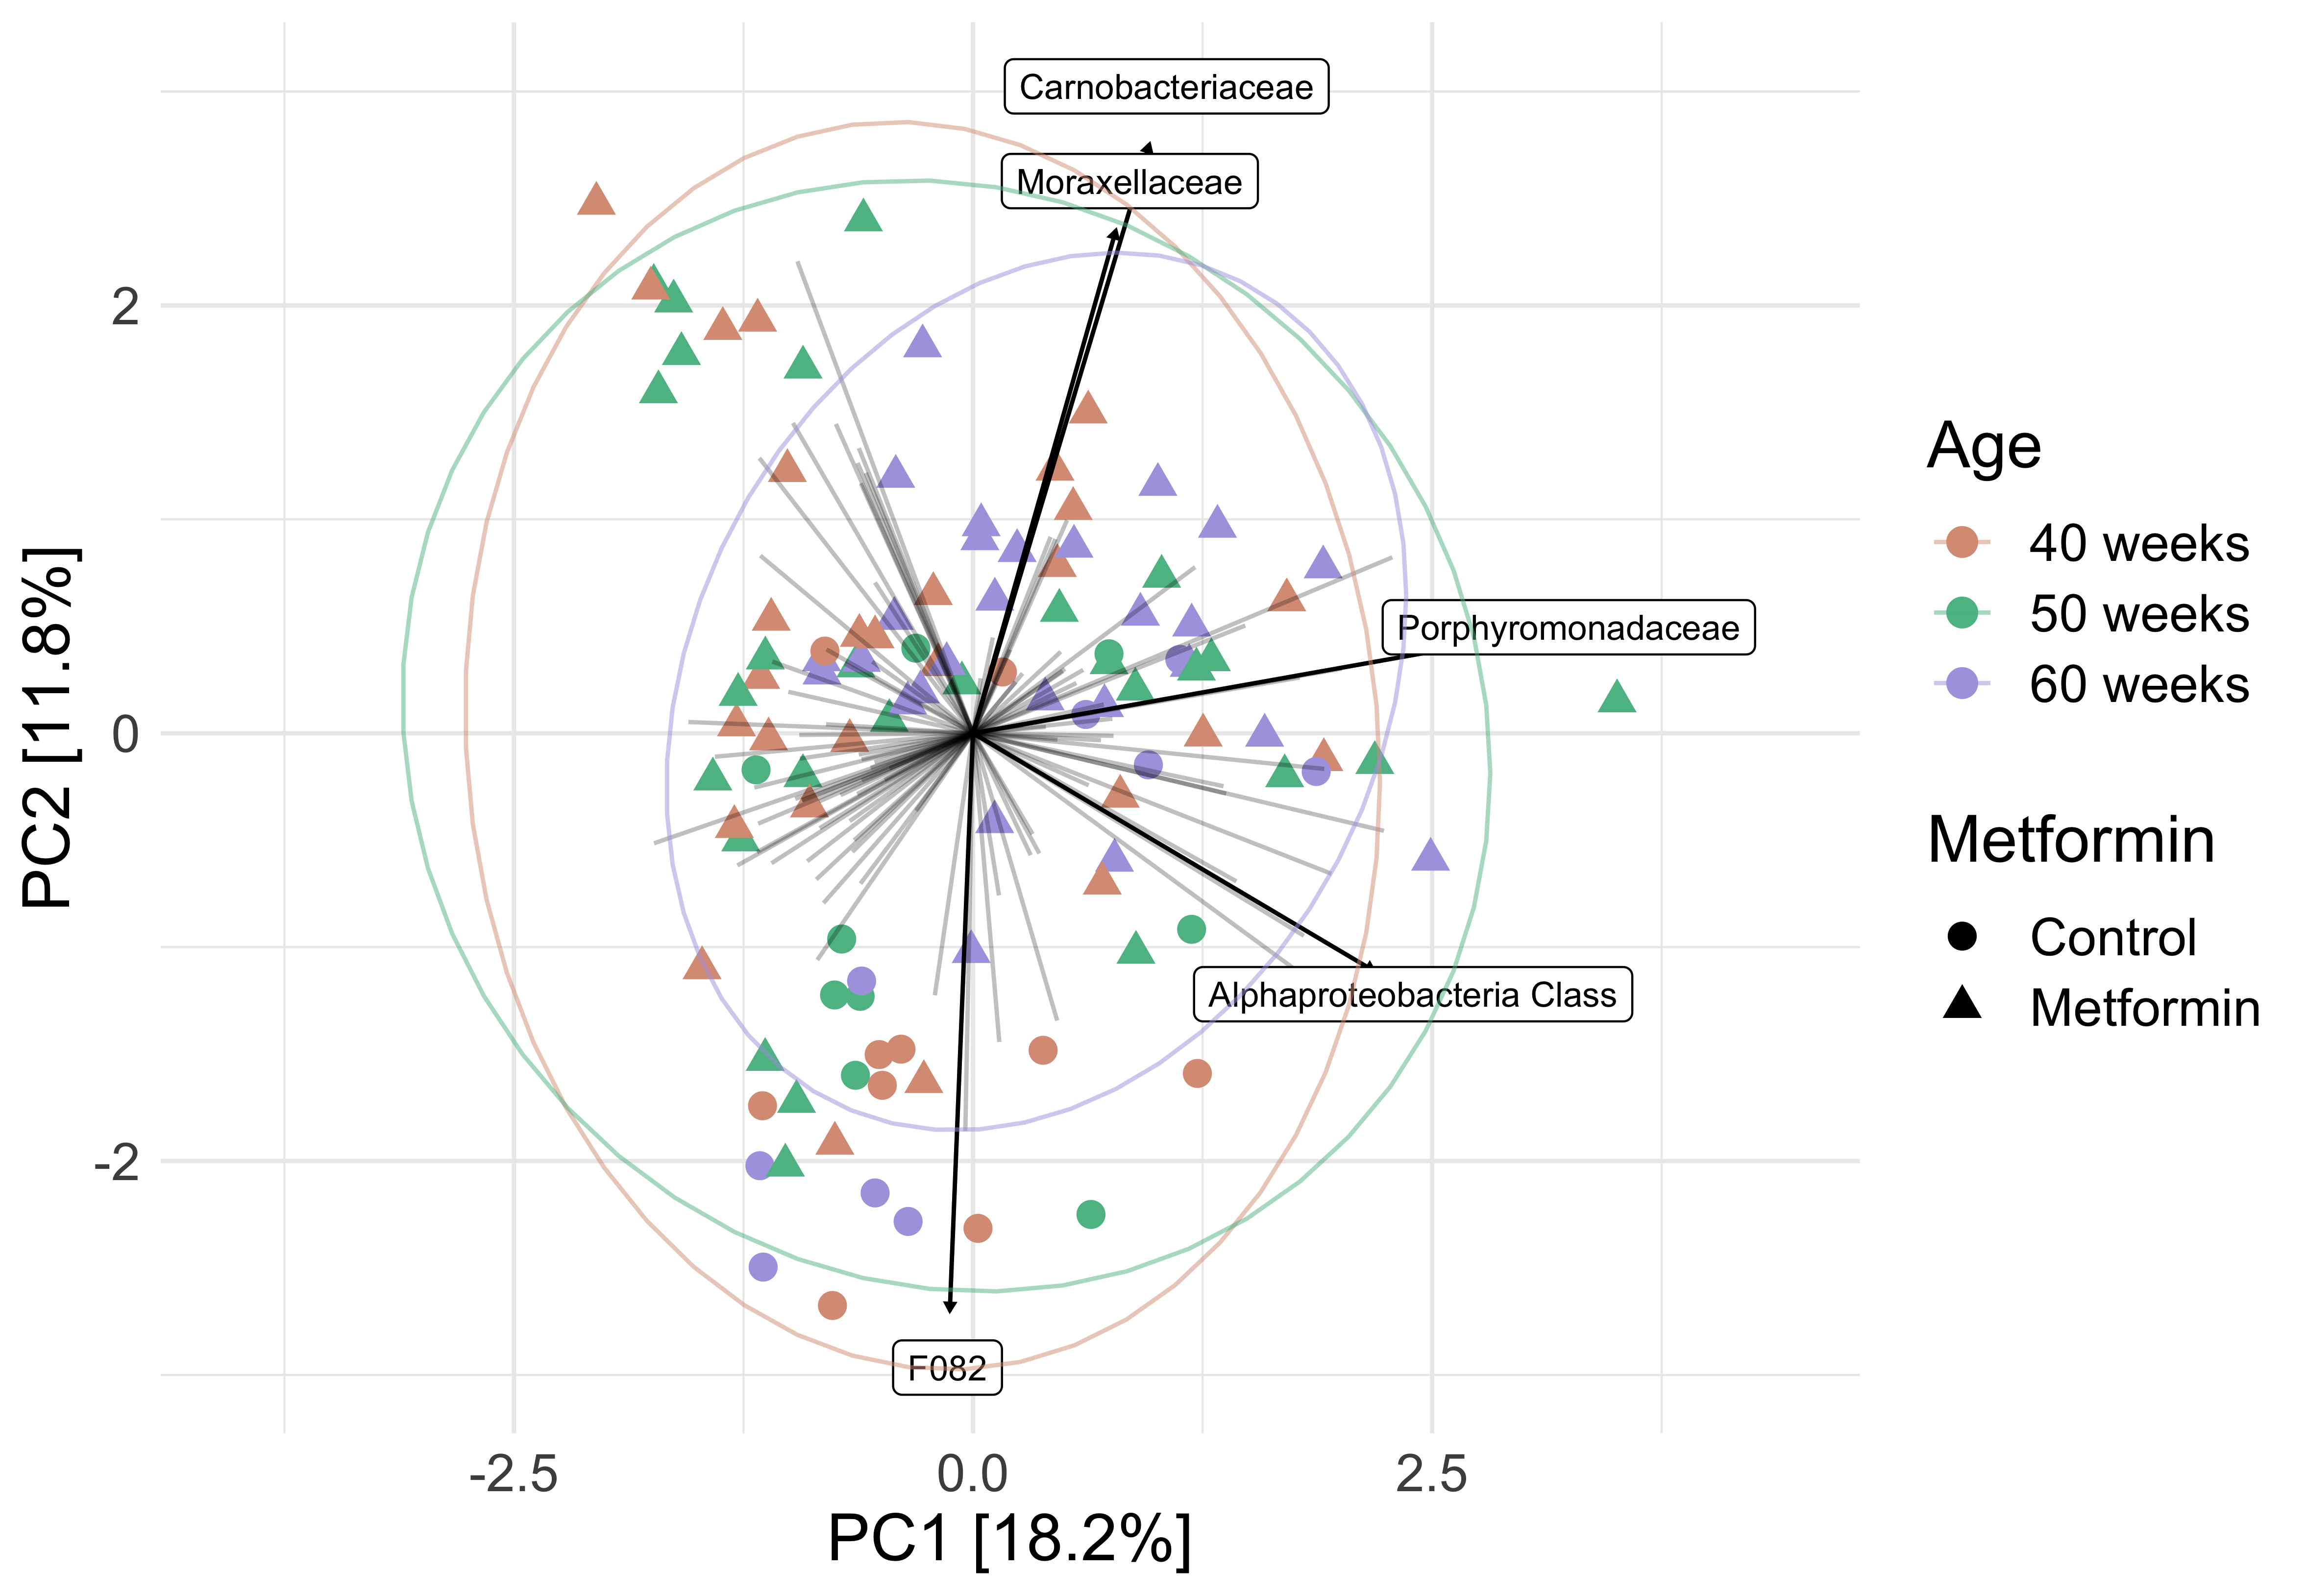 Carnobacteriaceae
Moraxellaceae
Porphyromonadaceae
Alphaproteobacteria Class
F082
2
0
-2
PC2 [11.8%]
-2.5
0.0
2.5
PC1 [18.2%]
Age
40 weeks
50 weeks
60 weeks
Metformin
Control
Metformin